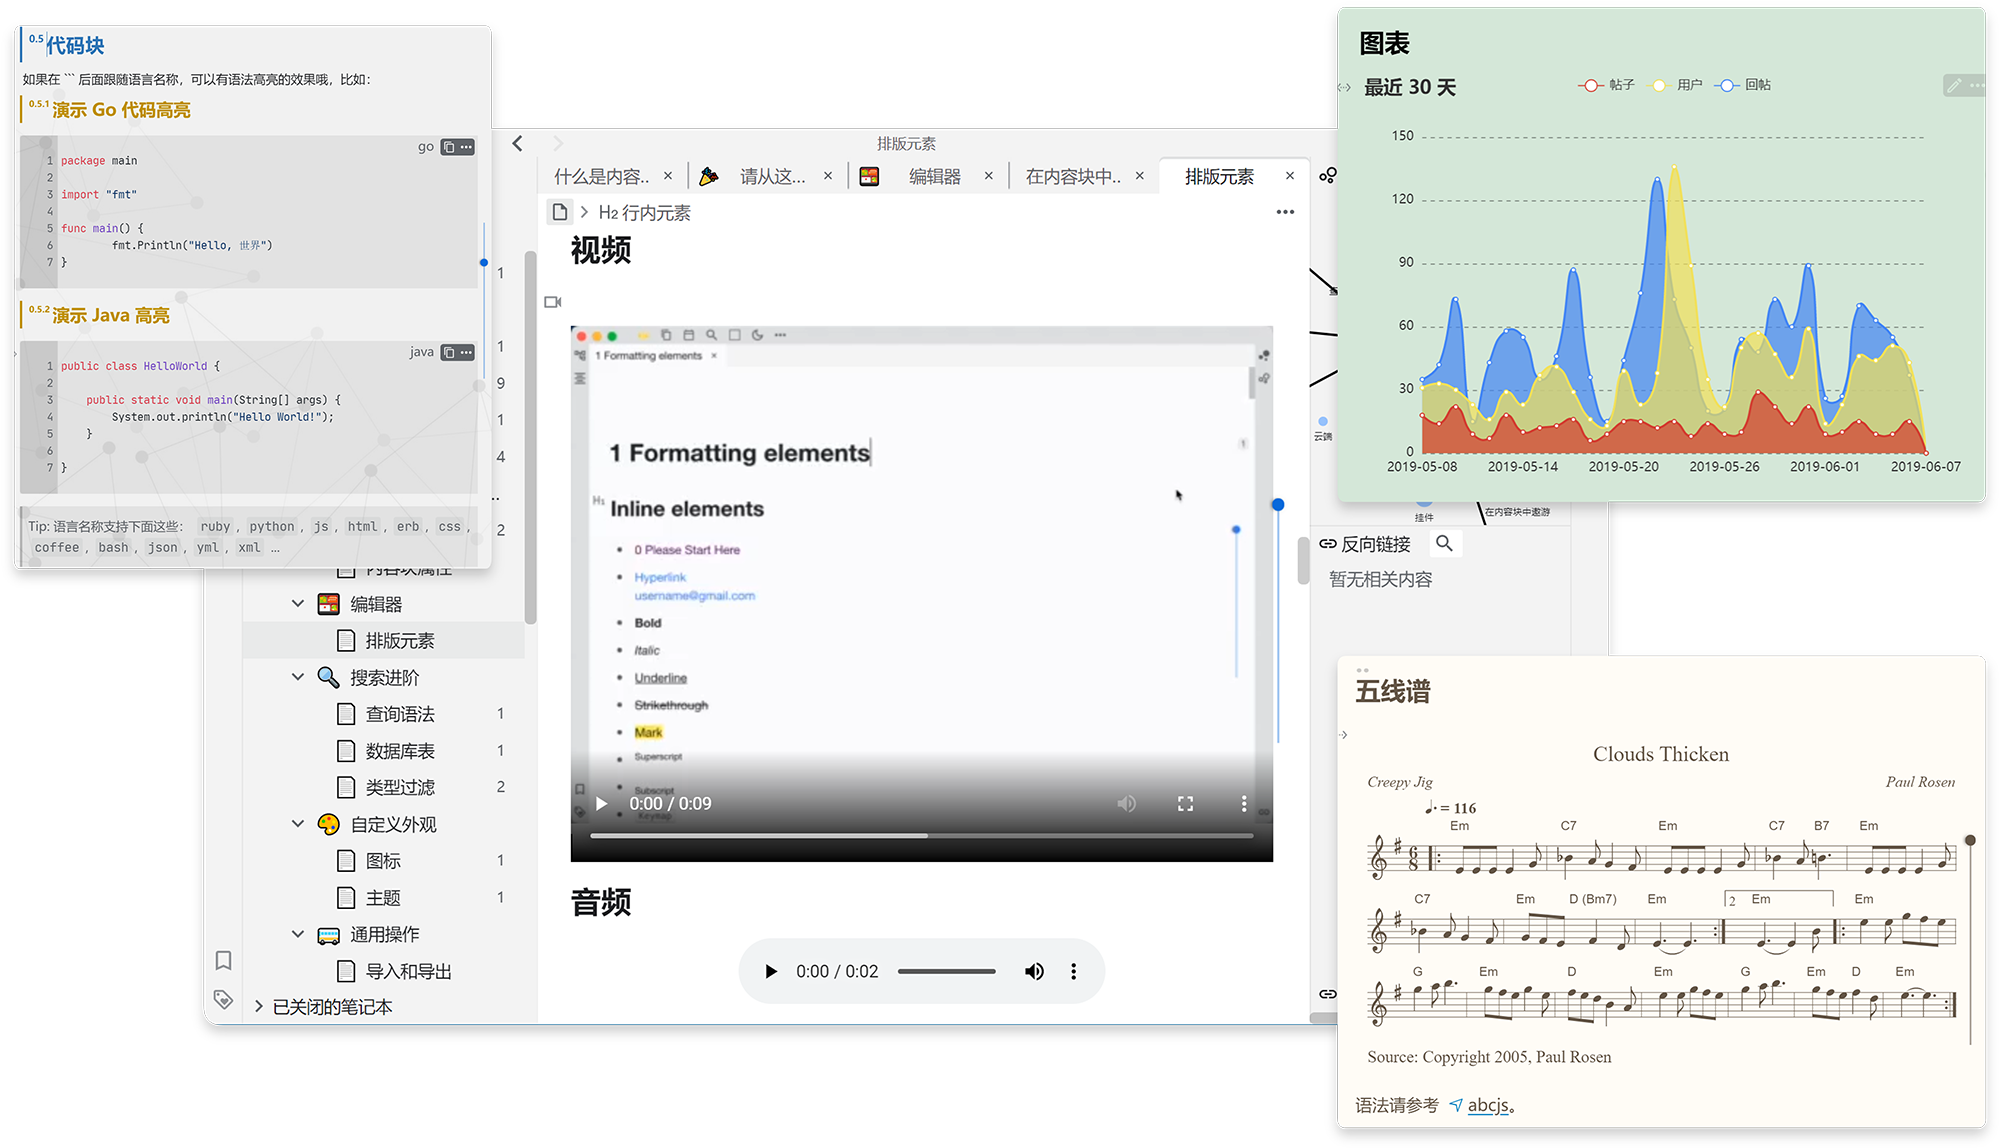 0.5 代码块
如果在 ``` 后面跟随语言名称，可以有语法高亮的效果哦，比如：
0.5.1 演示 Go 代码高亮
go
1 package main
2
3 import "fmt"
4
5 func main() {
6 fmt.Println("Hello, 世界")
7 }
0.5.2 演示 Java 高亮
java
1 public class HelloWorld {
2
3 public static void main(String[] args) {
4 System.out.println("Hello World!");
5 }
6
7 }
Tip: 语言名称支持下面这些： ruby , python , js , html , erb , css ,
coffee , bash , json , yml , xml …
1
1
9
1
4
..
2
内容块属性
编辑器
排版元素
搜索进阶
查询语法 1
数据库表 1
类型过滤 2
自定义外观
图标 1
主题 1
通用操作
导入和导出
已关闭的笔记本
排版元素
什么是内容.. × 请从这... × 编辑器 × 在内容块中.. × 排版元素 ×
H2 行内元素
视频
1 Formatting elements ×
1 Formatting elements
1
H1 Inline elements
0 Please Start Here
Hyperlink
username@gmail.com
Bold
Italic
Underline
Strikethrough
Mark
Superscript
Subscript
Keymap
0:00 / 0:09
音频
0:00 / 0:02
云端
挂件
在内容块中遨游
反向链接
暂无相关内容
图表
最近 30 天
帖子 用户 回帖
150
120
90
60
30
0
2019-05-08 2019-05-14 2019-05-20 2019-05-26 2019-06-01 2019-06-07
五线谱
Clouds Thicken
Creepy Jig Paul Rosen
♩. = 116
Em C7 Em C7 B7 Em
6
8
C7 Em D (Bm7) Em 2 Em Em
G Em D Em G Em D Em
Source: Copyright 2005, Paul Rosen
语法请参考 abcjs。